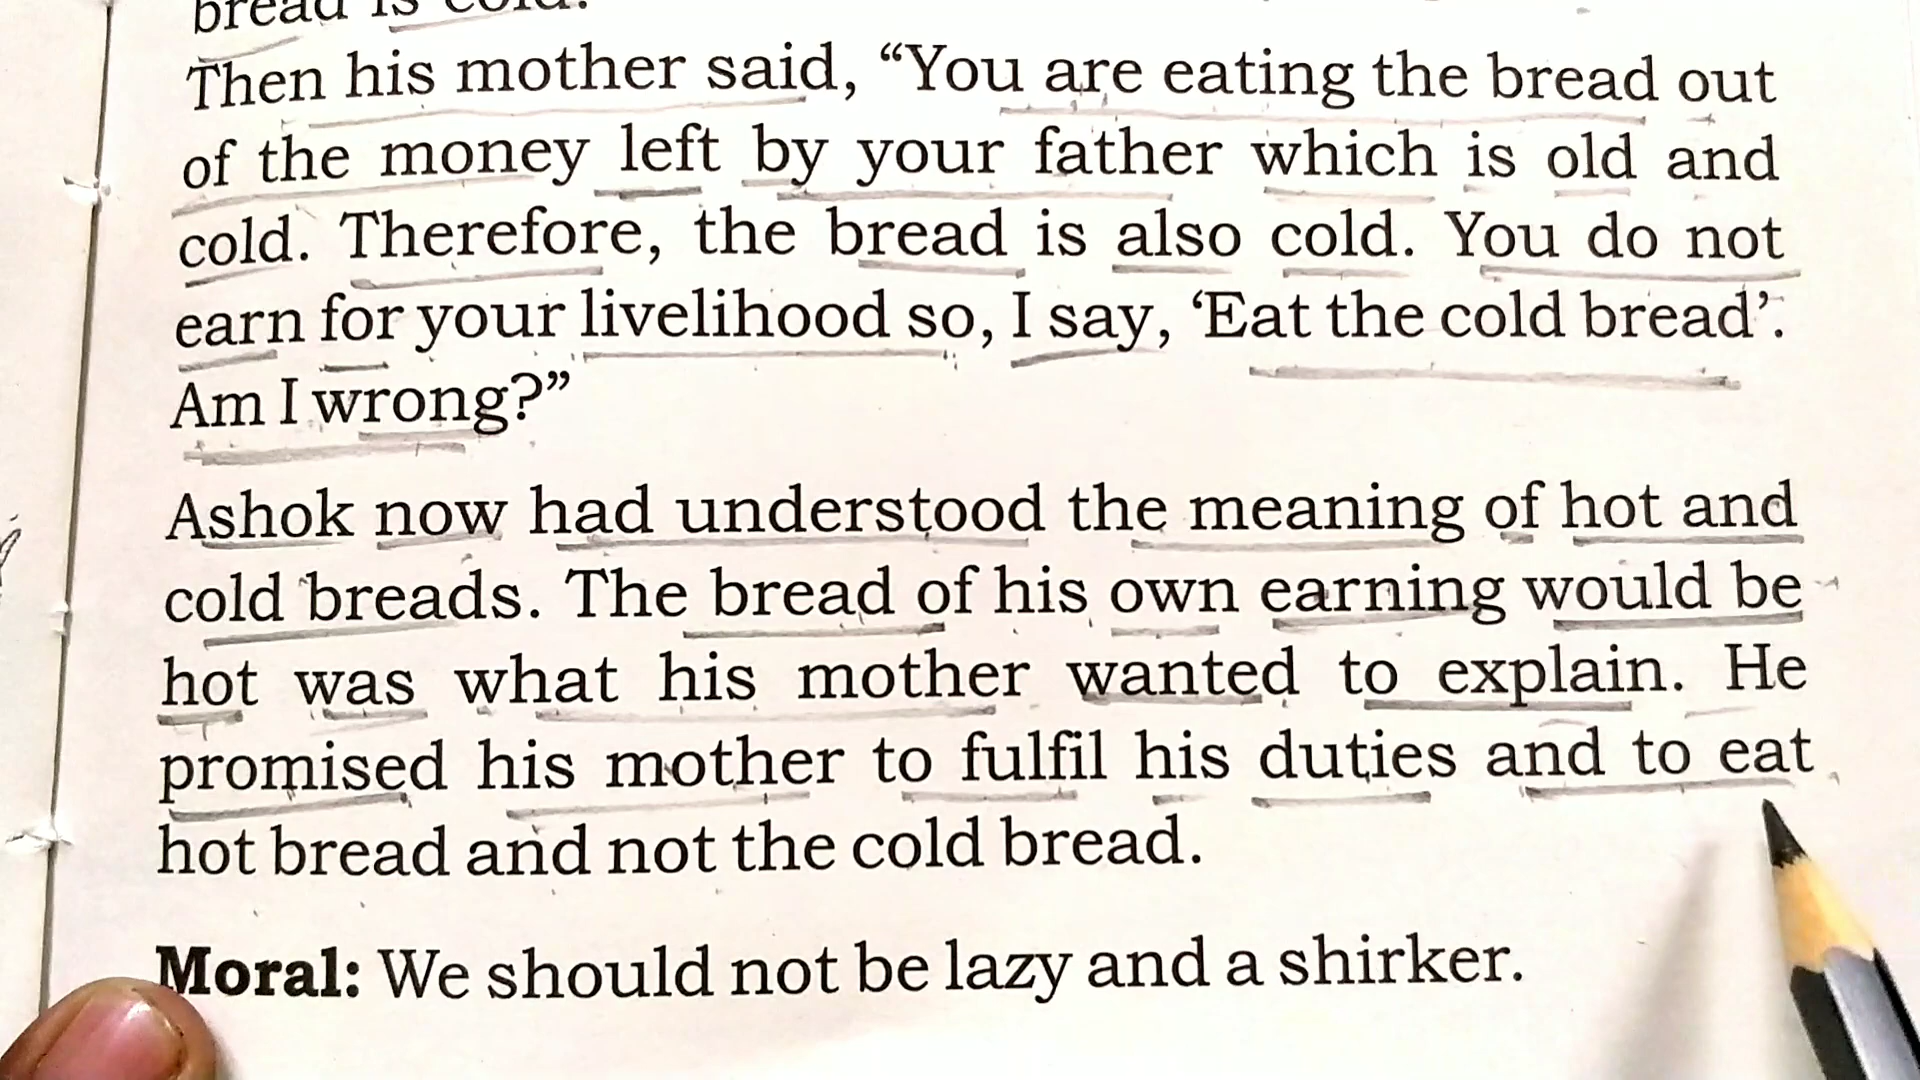 bread is cold.
Then his mother said, “You are eating the bread out
of the money left by your father which is old and
cold. Therefore, the bread is also cold. You do not
earn for your livelihood so, I say, ‘Eat the cold bread’.
Am I wrong?”
Ashok now had understood the meaning of hot and
cold breads. The bread of his own earning would be
hot was what his mother wanted to explain. He
promised his mother to fulfil his duties and to eat
hot bread and not the cold bread.
Moral: We should not be lazy and a shirker.